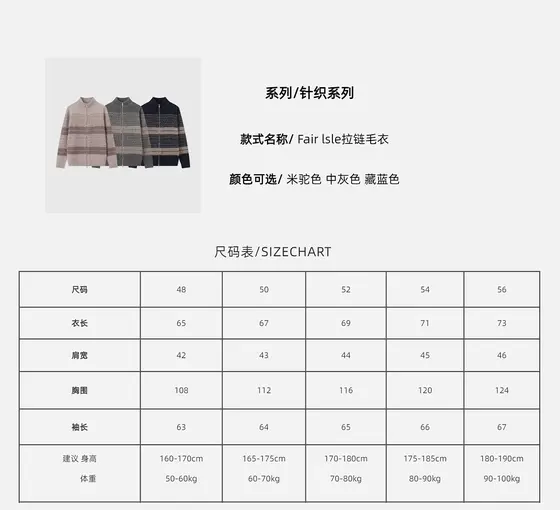 系列/针织系列
款式名称/ Fair lsle拉链毛衣
颜色可选/ 米驼色 中灰色 藏蓝色
尺码表/SIZECHART
尺码 48 50 52 54 56
衣长 65 67 69 71 73
肩宽 42 43 44 45 46
胸围 108 112 116 120 124
袖长 63 64 65 66 67
建议 身高 160-170cm 165-175cm 170-180cm 175-185cm 180-190cm
体重 50-60kg 60-70kg 70-80kg 80-90kg 90-100kg